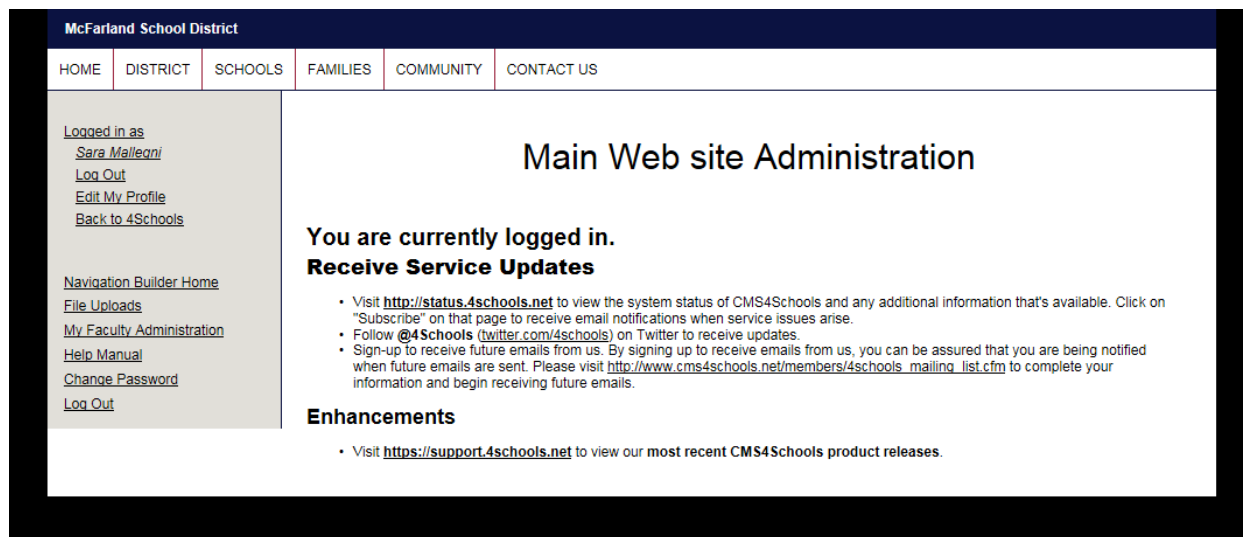 McFarland School District
HOME DISTRICT SCHOOLS FAMILIES COMMUNITY CONTACT US
Logged in as
Sara Mallegni
Log Out
Edit My Profile
Back to 4Schools
Navigation Builder Home
File Uploads
My Faculty Administration
Help Manual
Change Password
Log Out
Main Web site Administration
You are currently logged in.
Receive Service Updates
• Visit http://status.4schools.net to view the system status of CMS4Schools and any additional information that's available. Click on
"Subscribe" on that page to receive email notifications when service issues arise.
• Follow @4Schools (twitter.com/4schools) on Twitter to receive updates.
• Sign-up to receive future emails from us. By signing up to receive emails from us, you can be assured that you are being notified
when future emails are sent. Please visit http://www.cms4schools.net/members/4schools_mailing_list.cfm to complete your
information and begin receiving future emails.
Enhancements
• Visit https://support.4schools.net to view our most recent CMS4Schools product releases.